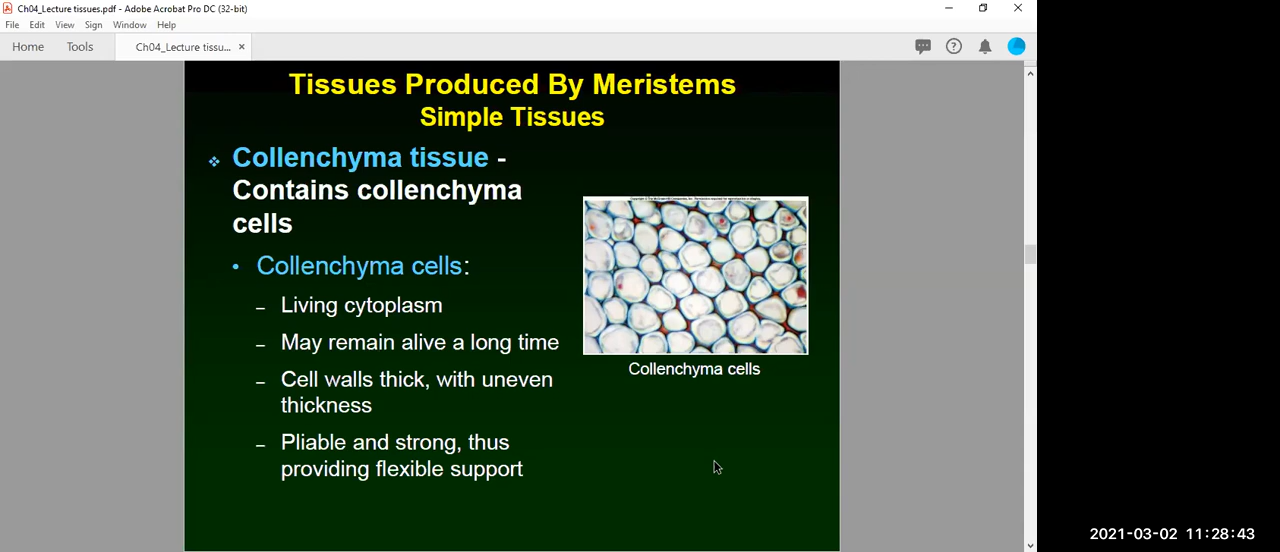 Ch04_Lecture tissues.pdf - Adobe Acrobat Pro DC (32-bit)
File Edit View Sign Window Help
Home Tools Ch04_Lecture tissu... ×
Tissues Produced By Meristems
Simple Tissues
❖ Collenchyma tissue -
Contains collenchyma
cells
• Collenchyma cells:
– Living cytoplasm
– May remain alive a long time
– Cell walls thick, with uneven
thickness
– Pliable and strong, thus
providing flexible support
Collenchyma cells
2021-03-02 11:28:43